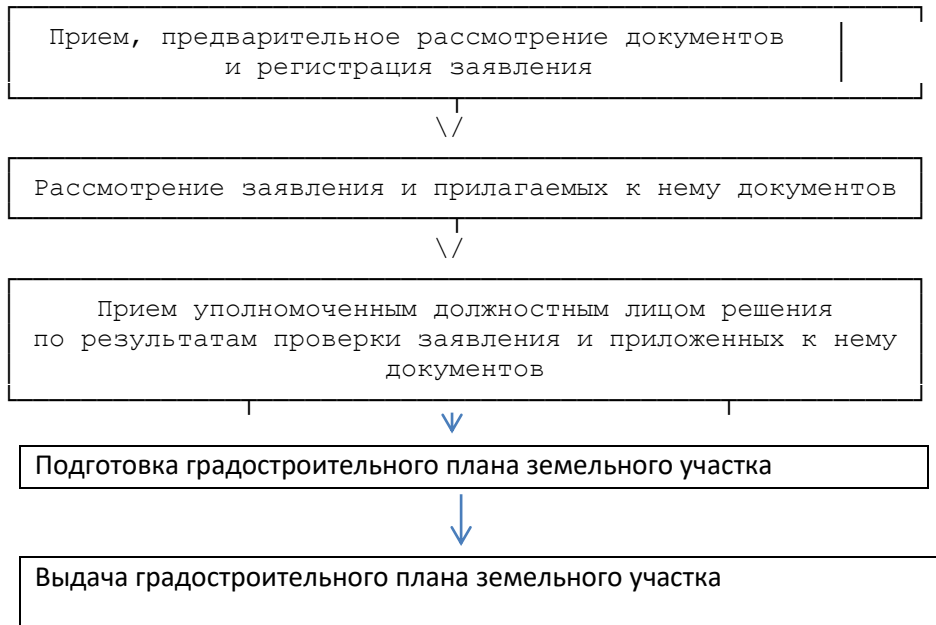 Прием, предварительное рассмотрение документов
и регистрация заявления
\/
Рассмотрение заявления и прилагаемых к нему документов
\/
Прием уполномоченным должностным лицом решения
по результатам проверки заявления и приложенных к нему
документов
Подготовка градостроительного плана земельного участка
Выдача градостроительного плана земельного участка